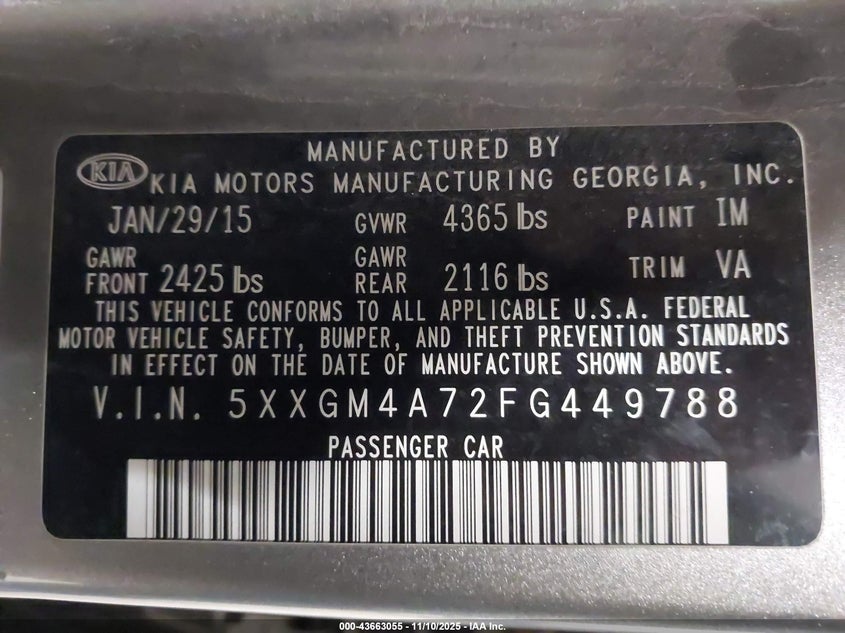 MANUFACTURED BY
KIA KIA MOTORS MANUFACTURING GEORGIA, INC.
JAN/29/15 GVWR 4365 lbs PAINT IM
GAWR FRONT 2425 lbs GAWR REAR 2116 lbs TRIM VA
THIS VEHICLE CONFORMS TO ALL APPLICABLE U.S.A. FEDERAL
MOTOR VEHICLE SAFETY, BUMPER, AND THEFT PREVENTION STANDARDS
IN EFFECT ON THE DATE OF MANUFACTURE SHOWN ABOVE.
V.I.N. 5XXGM4A72FG449788
PASSENGER CAR
000-43663055 - 11/10/2025 - IAA Inc.